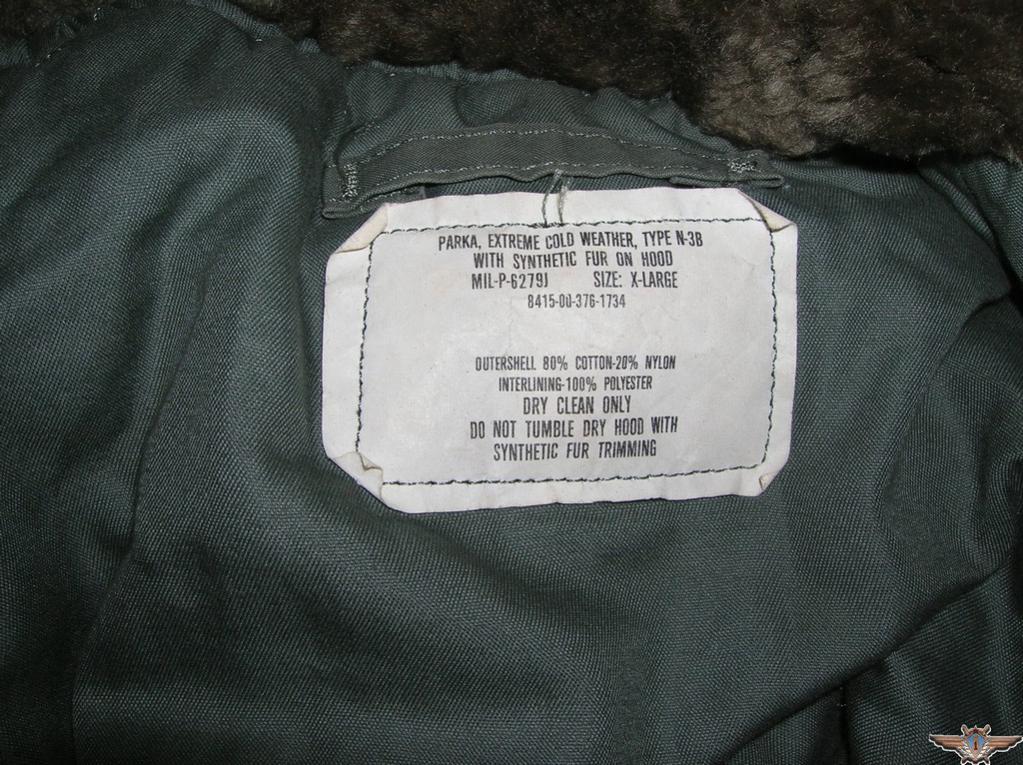 PARKA, EXTREME COLD WEATHER, TYPE N-3B
WITH SYNTHETIC FUR ON HOOD
MIL-P-6279J SIZE: X-LARGE
8415-00-376-1734
OUTERSHELL 80% COTTON-20% NYLON
INTERLINING-100% POLYESTER
DRY CLEAN ONLY
DO NOT TUMBLE DRY HOOD WITH
SYNTHETIC FUR TRIMMING